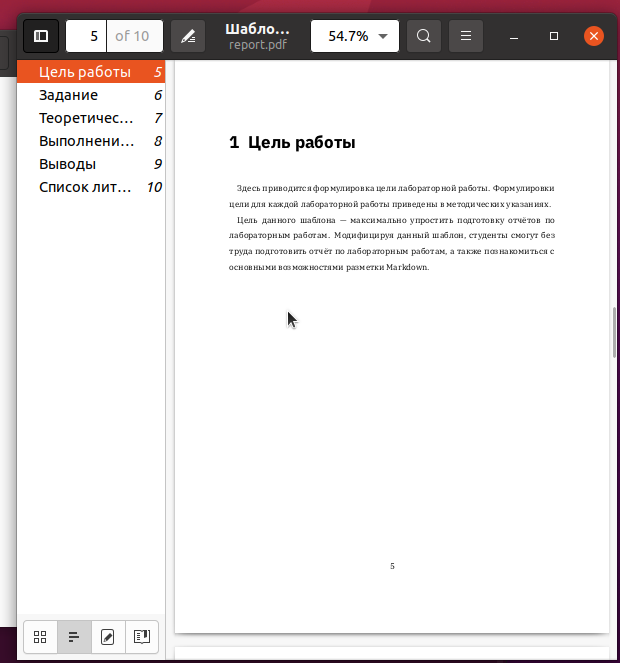 5 of 10
Шабло...
report.pdf
54.7%
Цель работы 5
Задание 6
Теоретичес... 7
Выполнени... 8
Выводы 9
Список лит... 10
1 Цель работы
Здесь приводится формулировка цели лабораторной работы. Формулировки
цели для каждой лабораторной работы приведены в методических указаниях.
Цель данного шаблона — максимально упростить подготовку отчётов по
лабораторным работам. Модифицируя данный шаблон, студенты смогут без
труда подготовить отчёт по лабораторным работам, а также познакомиться с
основными возможностями разметки Markdown.
5